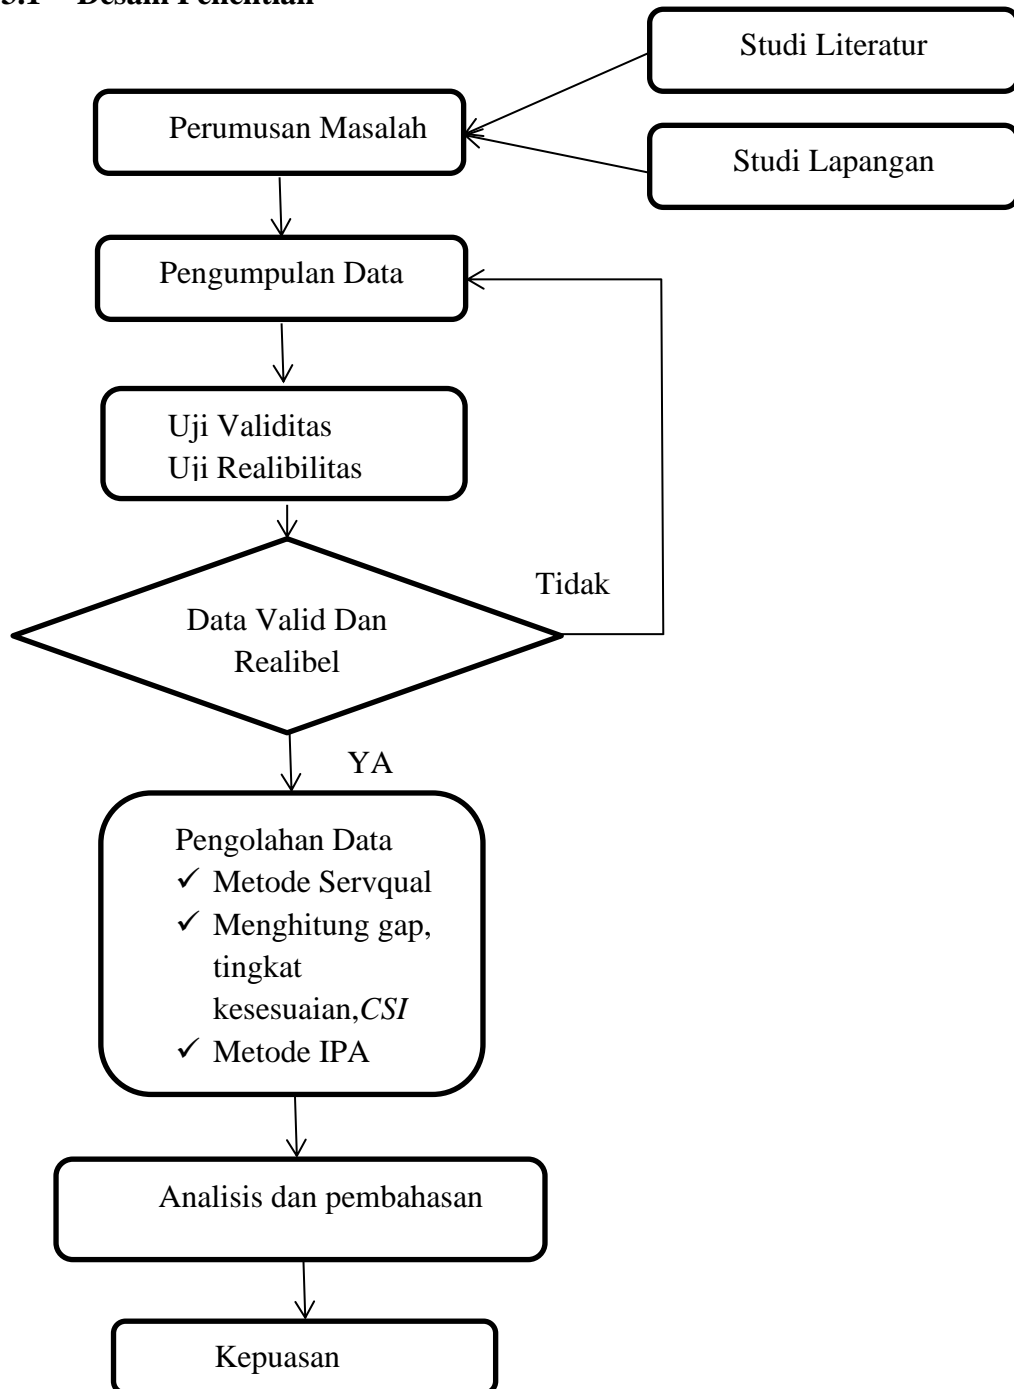 3.1 Desain Penelitian
Studi Literatur
Perumusan Masalah
Studi Lapangan
Pengumpulan Data
Uji Validitas
Uji Realibilitas
Tidak
Data Valid Dan
Realibel
YA
Pengolahan Data
✓ Metode Servqual
✓ Menghitung gap,
tingkat
kesesuaian,CSI
✓ Metode IPA
Analisis dan pembahasan
Kepuasan